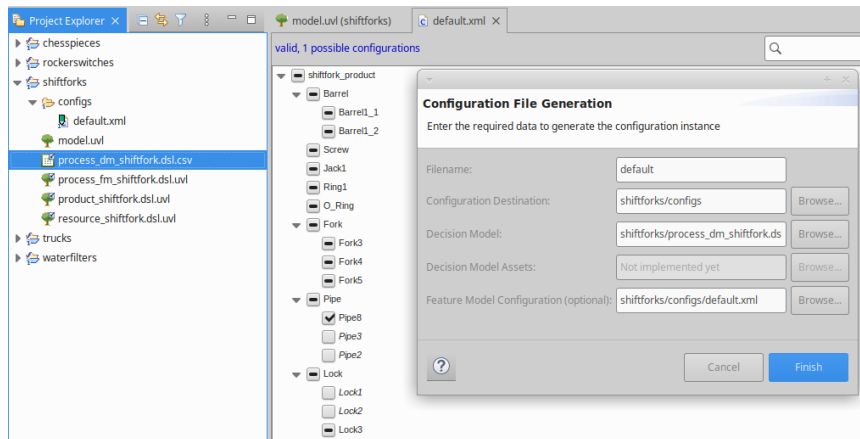 Project Explorer
model.uvl (shiftforks)
default.xml
chesspieces
rockerswitches
shiftforks
configs
default.xml
model.uvl
process_dm_shiftfork.dsl.csv
process_fm_shiftfork.dsl.uvl
product_shiftfork.dsl.uvl
resource_shiftfork.dsl.uvl
trucks
waterfilters
valid, 1 possible configurations
shiftfork_product
Barrel
Barrel1_1
Barrel1_2
Screw
Jack1
Ring1
O_Ring
Fork
Fork3
Fork4
Fork5
Pipe
Pipe8
Pipe3
Pipe2
Lock
Lock1
Lock2
Lock3
Configuration File Generation
Enter the required data to generate the configuration instance
Filename: default
Configuration Destination: shiftforks/configs Browse...
Decision Model: shiftforks/process_dm_shiftfork.ds Browse...
Decision Model Assets: Not implemented yet Browse...
Feature Model Configuration (optional): shiftforks/configs/default.xml Browse...
Cancel Finish